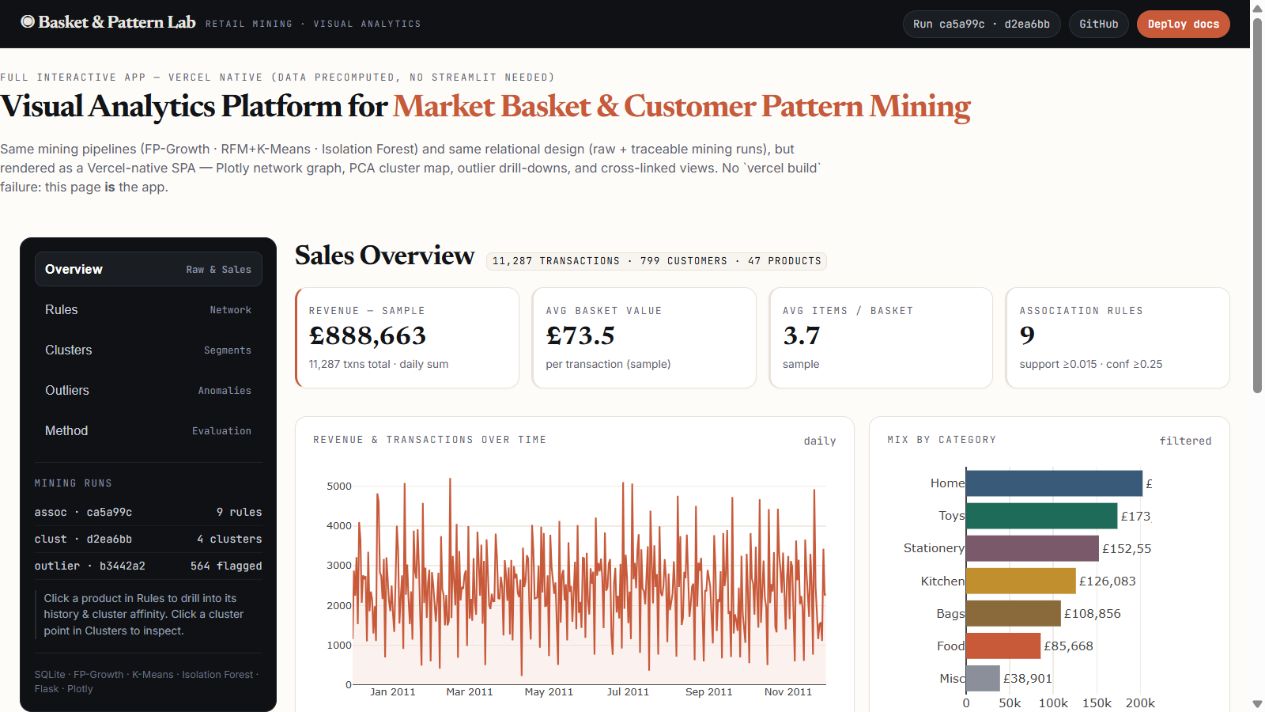 Basket & Pattern Lab RETAIL MINING · VISUAL ANALYTICS
Run ca5a99c · d2ea6bb
GitHub
Deploy docs
FULL INTERACTIVE APP — VERCEL NATIVE (DATA PRECOMPUTED, NO STREAMLIT NEEDED)
Visual Analytics Platform for Market Basket & Customer Pattern Mining
Same mining pipelines (FP-Growth · RFM+K-Means · Isolation Forest) and same relational design (raw + traceable mining runs), but
rendered as a Vercel-native SPA — Plotly network graph, PCA cluster map, outlier drill-downs, and cross-linked views. No `vercel build`
failure: this page is the app.
Overview Raw & Sales
Rules Network
Clusters Segments
Outliers Anomalies
Method Evaluation
MINING RUNS
assoc · ca5a99c 9 rules
clust · d2ea6bb 4 clusters
outlier · b3442a2 564 flagged
Click a product in Rules to drill into its
history & cluster affinity. Click a cluster
point in Clusters to inspect.
SQLite · FP-Growth · K-Means · Isolation Forest ·
Flask · Plotly
Sales Overview 11,287 TRANSACTIONS · 799 CUSTOMERS · 47 PRODUCTS
REVENUE — SAMPLE
£888,663
11,287 txns total · daily sum
AVG BASKET VALUE
£73.5
per transaction (sample)
AVG ITEMS / BASKET
3.7
sample
ASSOCIATION RULES
9
support ≥0.015 · conf ≥0.25
REVENUE & TRANSACTIONS OVER TIME daily
5000
4000
3000
2000
1000
0
Jan 2011 Mar 2011 May 2011 Jul 2011 Sep 2011 Nov 2011
MIX BY CATEGORY filtered
Home £
Toys £173,
Stationery £152,55
Kitchen £126,083
Bags £108,856
Food £85,668
Misc £38,901
0 50k 100k 150k 200k